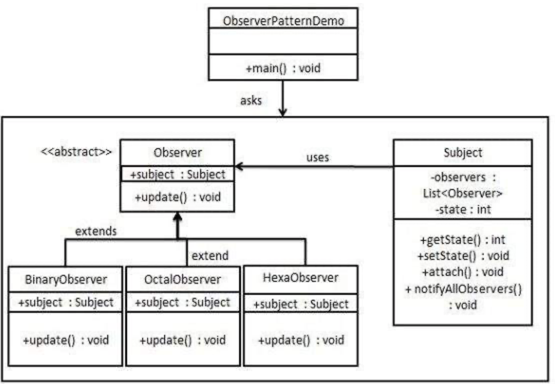 ObserverPatternDemo
+main() : void
asks
<<abstract>>
Observer
+subject : Subject
+update() : void
uses
Subject
-observers :
List<Observer>
-state : int
+getState() : int
+setState() : void
+attach() : void
+ notifyAllObservers()
: void
extends
extend
BinaryObserver
+subject : Subject
+update() : void
OctalObserver
+subject : Subject
+update() : void
HexaObserver
+subject : Subject
+update() : void